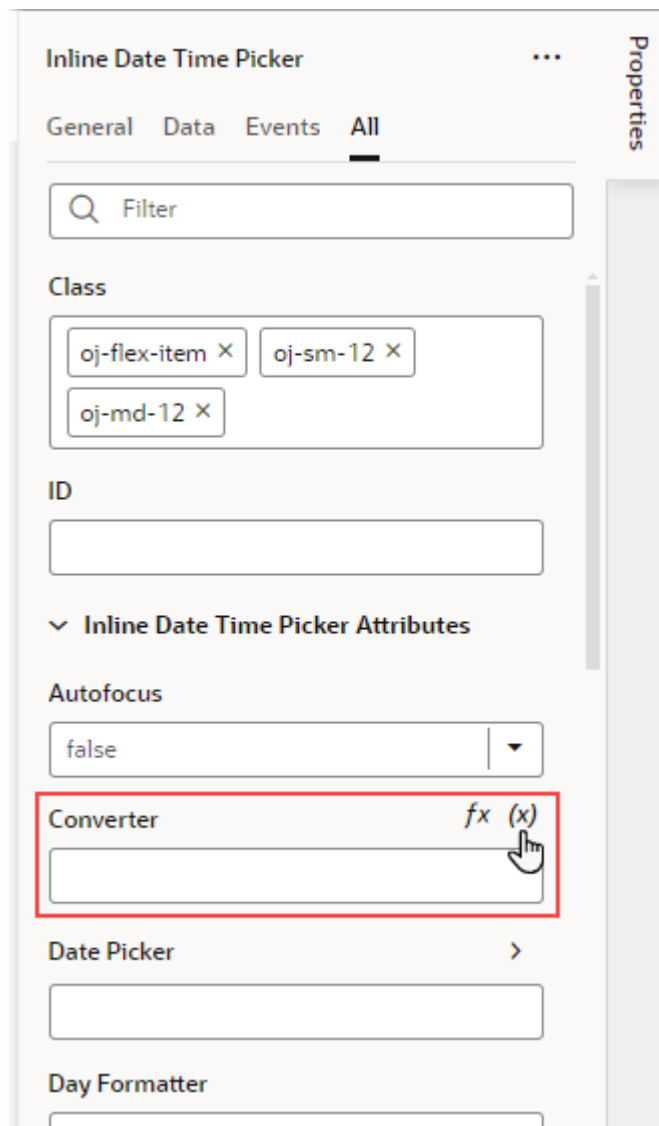 Inline Date Time Picker ...
Properties
General Data Events All
Filter
Class
oj-flex-item × oj-sm-12 ×
oj-md-12 ×
ID
Inline Date Time Picker Attributes
Autofocus
false
Converter fx (x)
Date Picker
Day Formatter